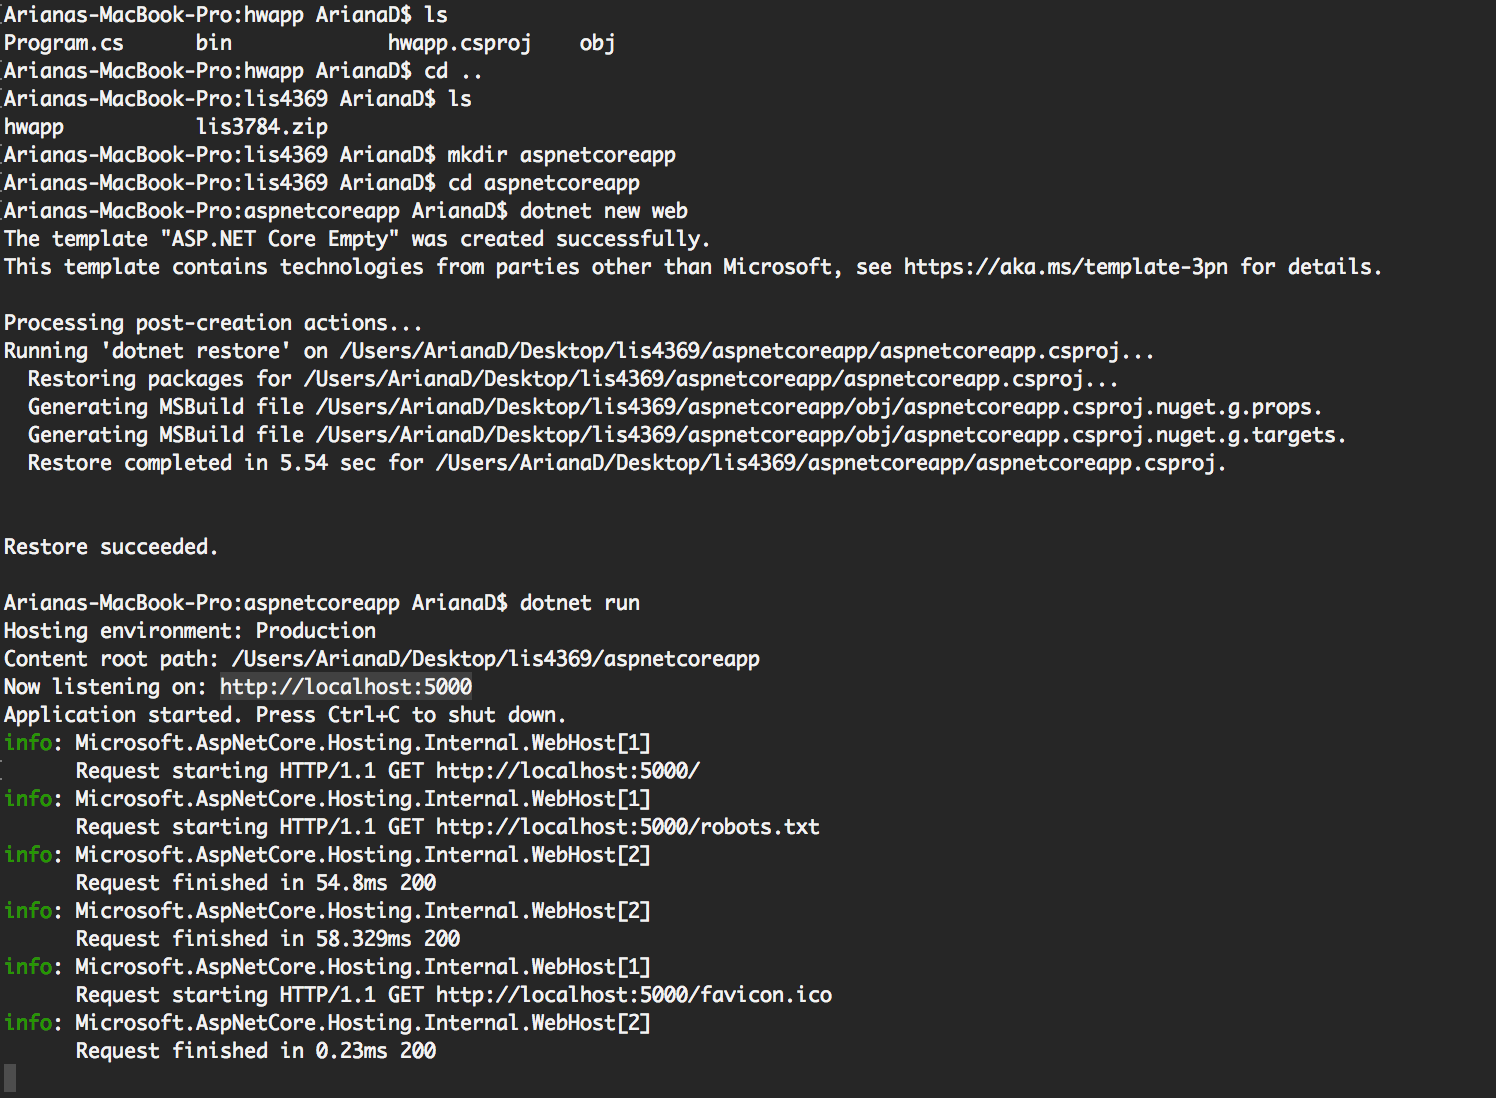 Arianas-MacBook-Pro:hwapp ArianaD$ ls
Program.cs      bin             hwapp.csproj    obj
Arianas-MacBook-Pro:hwapp ArianaD$ cd ..
Arianas-MacBook-Pro:lis4369 ArianaD$ ls
hwapp           lis3784.zip
Arianas-MacBook-Pro:lis4369 ArianaD$ mkdir aspnetcoreapp
Arianas-MacBook-Pro:lis4369 ArianaD$ cd aspnetcoreapp
Arianas-MacBook-Pro:aspnetcoreapp ArianaD$ dotnet new web
The template "ASP.NET Core Empty" was created successfully.
This template contains technologies from parties other than Microsoft, see https://aka.ms/template-3pn for details.

Processing post-creation actions...
Running 'dotnet restore' on /Users/ArianaD/Desktop/lis4369/aspnetcoreapp/aspnetcoreapp.csproj...
  Restoring packages for /Users/ArianaD/Desktop/lis4369/aspnetcoreapp/aspnetcoreapp.csproj...
  Generating MSBuild file /Users/ArianaD/Desktop/lis4369/aspnetcoreapp/obj/aspnetcoreapp.csproj.nuget.g.props.
  Generating MSBuild file /Users/ArianaD/Desktop/lis4369/aspnetcoreapp/obj/aspnetcoreapp.csproj.nuget.g.targets.
  Restore completed in 5.54 sec for /Users/ArianaD/Desktop/lis4369/aspnetcoreapp/aspnetcoreapp.csproj.

Restore succeeded.

Arianas-MacBook-Pro:aspnetcoreapp ArianaD$ dotnet run
Hosting environment: Production
Content root path: /Users/ArianaD/Desktop/lis4369/aspnetcoreapp
Now listening on: http://localhost:5000
Application started. Press Ctrl+C to shut down.
info: Microsoft.AspNetCore.Hosting.Internal.WebHost[1]
      Request starting HTTP/1.1 GET http://localhost:5000/
info: Microsoft.AspNetCore.Hosting.Internal.WebHost[1]
      Request starting HTTP/1.1 GET http://localhost:5000/robots.txt
info: Microsoft.AspNetCore.Hosting.Internal.WebHost[2]
      Request finished in 54.8ms 200
info: Microsoft.AspNetCore.Hosting.Internal.WebHost[2]
      Request finished in 58.329ms 200
info: Microsoft.AspNetCore.Hosting.Internal.WebHost[1]
      Request starting HTTP/1.1 GET http://localhost:5000/favicon.ico
info: Microsoft.AspNetCore.Hosting.Internal.WebHost[2]
      Request finished in 0.23ms 200